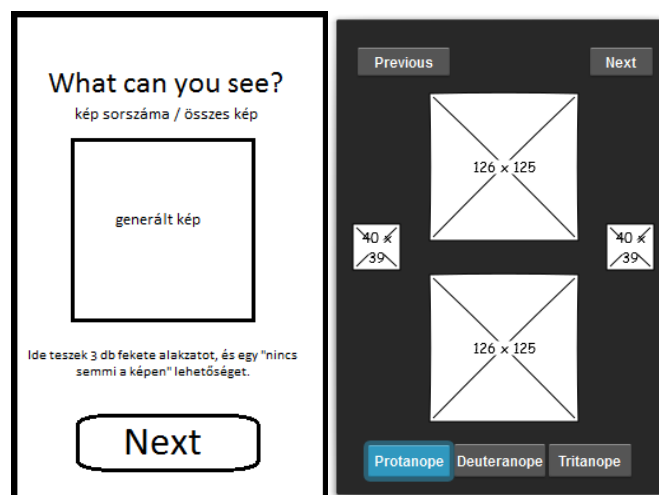 What can you see?
kép sorszáma / összes kép
generált kép
Ide teszek 3 db fekete alakzatot, és egy "nincs
semmi a képen" lehetőséget.
Next
Previous
Next
126 x 125
40 x
39
40 x
39
126 x 125
Protanope
Deuteranope
Tritanope